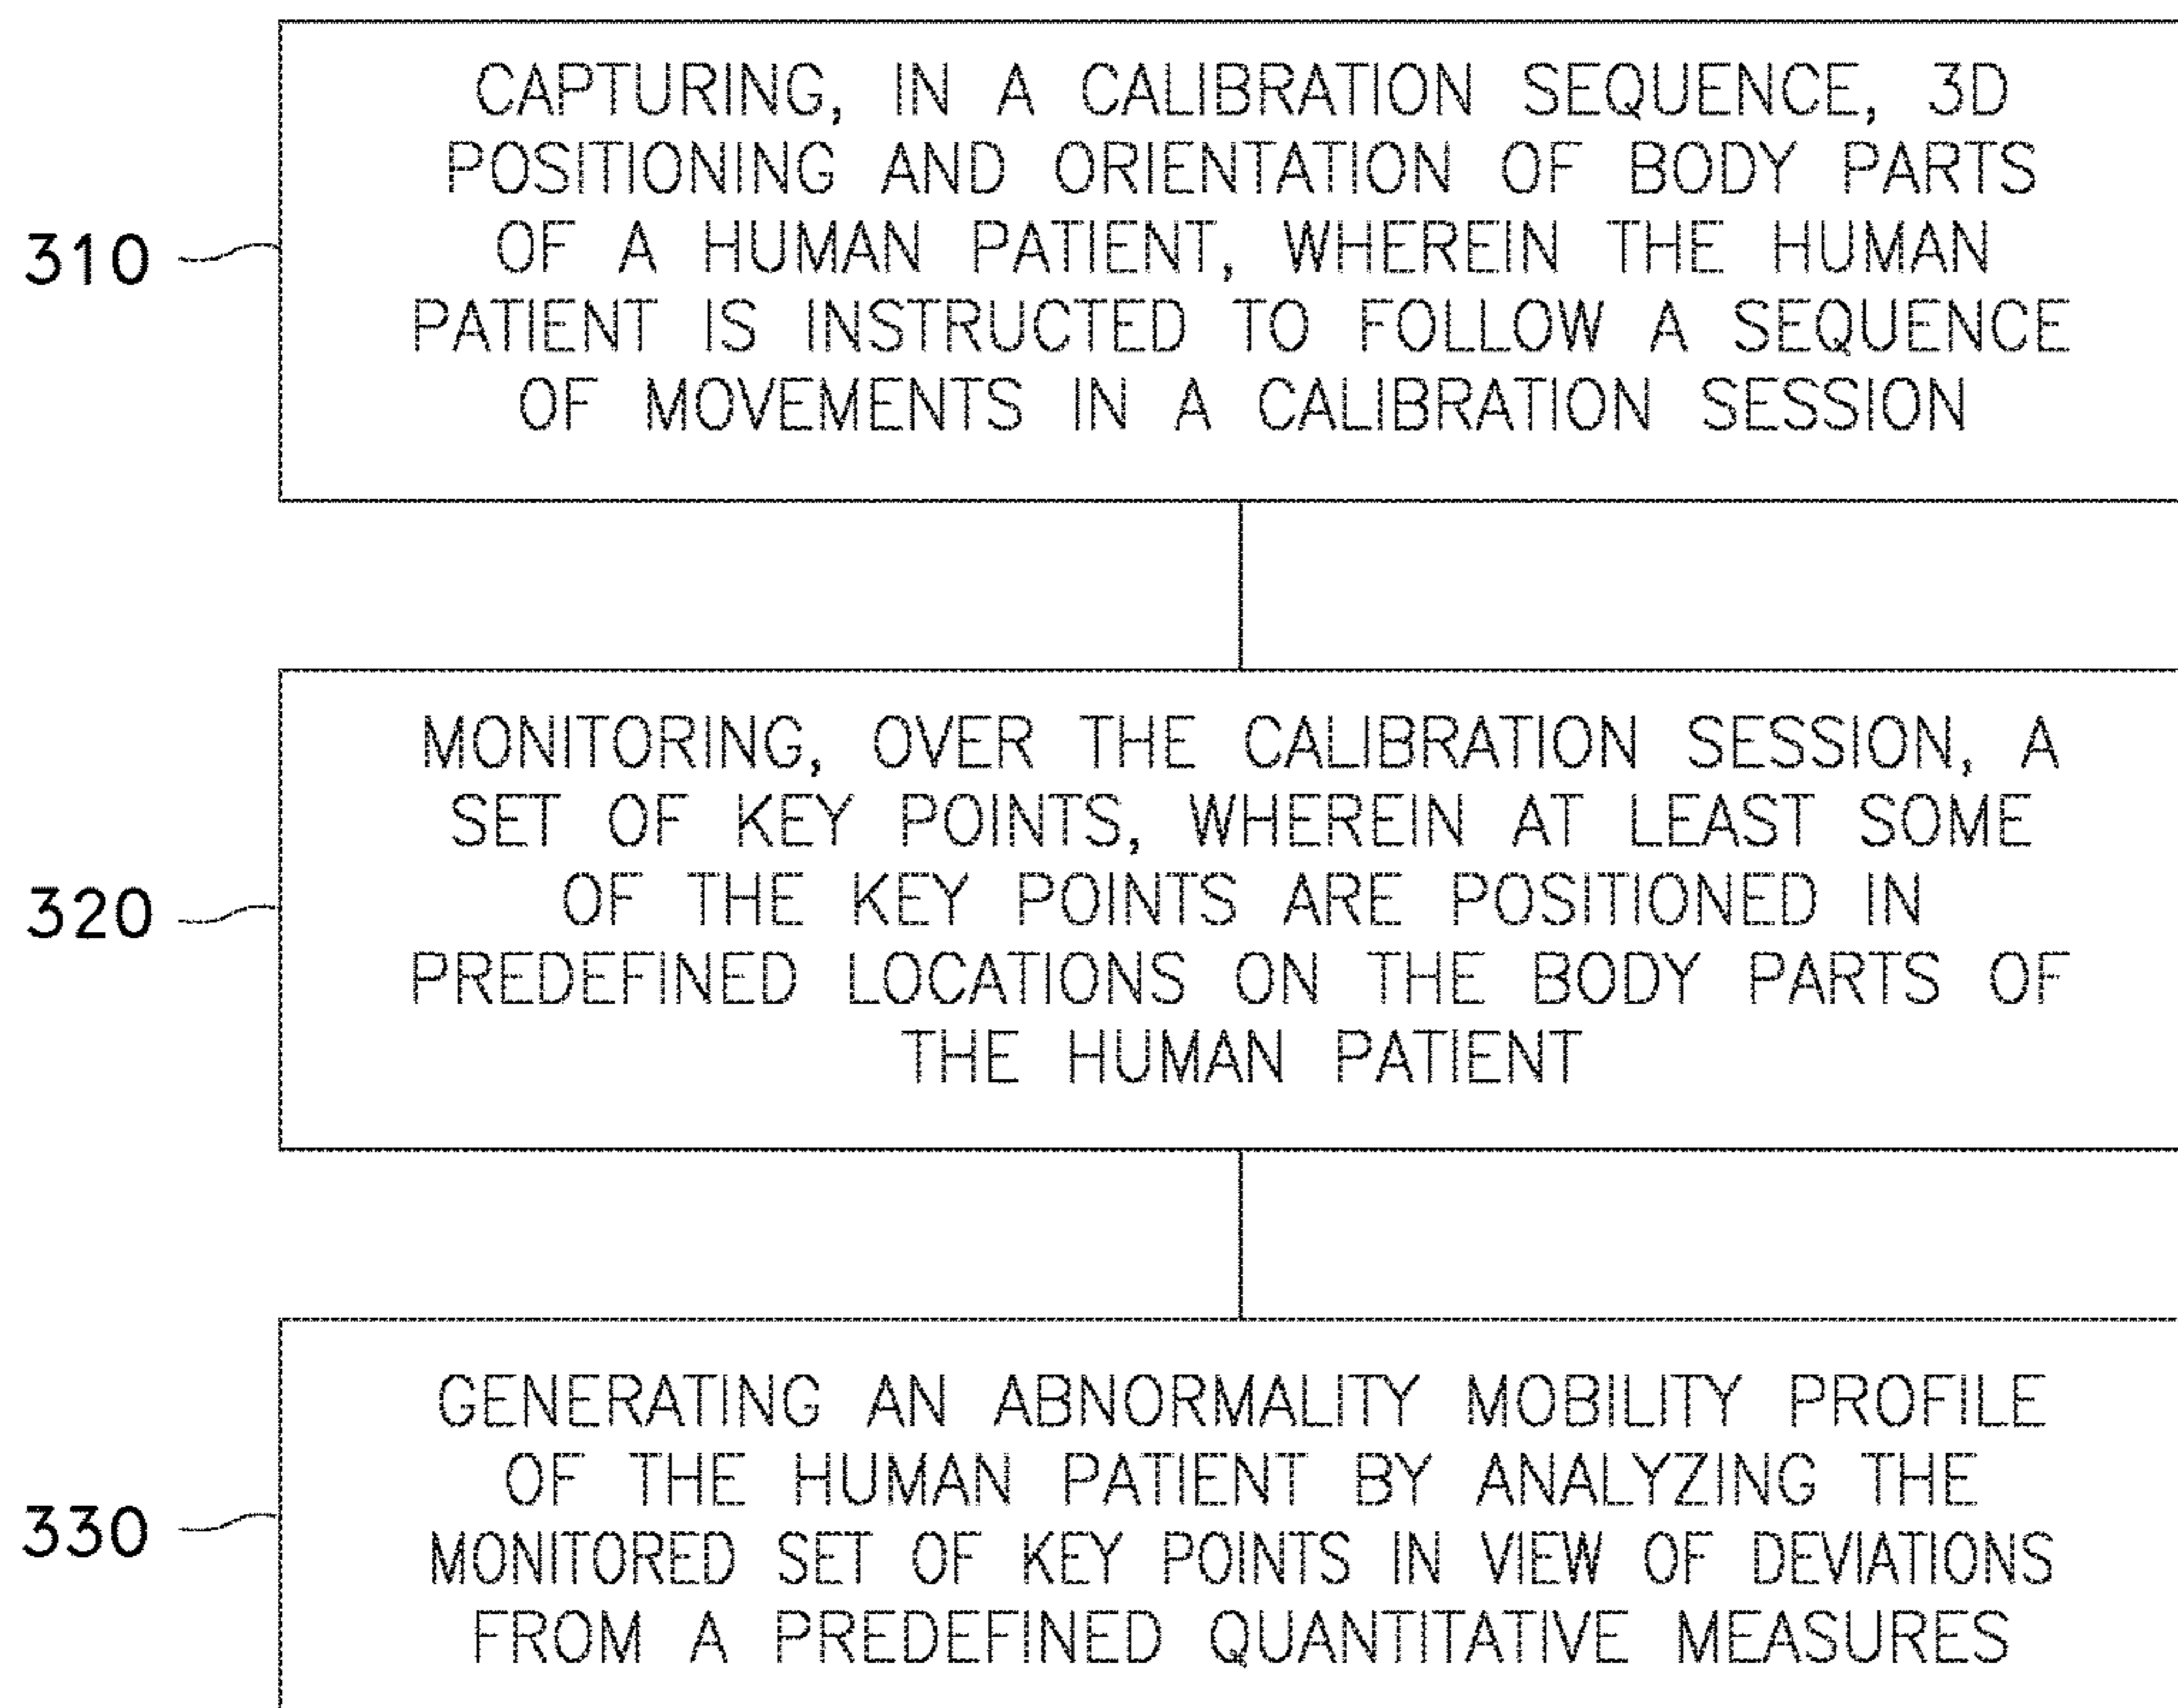 CAPTURING, IN A CALIBRATION SEQUENCE, 3D
POSITIONING AND ORIENTATION OF BODY PARTS
310
OF A HUMAN PATIENT, WHEREIN THE HUMAN
PATIENT IS INSTRUCTED TO FOLLOW A SEQUENCE
OF MOVEMENTS IN A CALIBRATION SESSION
MONITORING, OVER THE CALIBRATION SESSION, A
SET OF KEY POINTS, WHEREIN AT LEAST SOME
320
OF THE KEY POINTS ARE POSITIONED IN
PREDEFINED LOCATIONS ON THE BODY PARTS OF
THE HUMAN PATIENT
GENERATING AN ABNORMALITY MOBILITY PROFILE
OF THE HUMAN PATIENT BY ANALYZING THE
330
MONITORED SET OF KEY POINTS IN VIEW OF DEVIATIONS
FROM A PREDEFINED QUANTITATIVE MEASURES